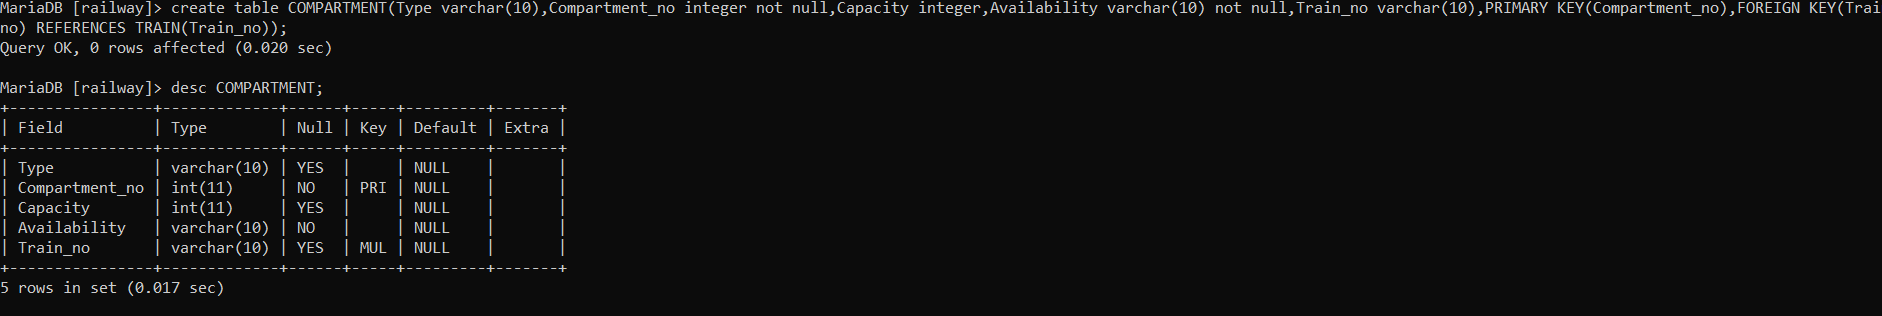 MariaDB [railway]> create table COMPARTMENT(Type varchar(10),Compartment_no integer not null,Capacity integer,Availability varchar(10) not null,Train_no varchar(10),PRIMARY KEY(Compartment_no),FOREIGN KEY(Trai
no) REFERENCES TRAIN(Train_no));
Query OK, 0 rows affected (0.020 sec)
MariaDB [railway]> desc COMPARTMENT;
+----------------+-------------+------+-----+---------+-------+
| Field          | Type        | Null | Key | Default | Extra |
+----------------+-------------+------+-----+---------+-------+
| Type           | varchar(10) | YES  |     | NULL    |       |
| Compartment_no | int(11)     | NO   | PRI | NULL    |       |
| Capacity       | int(11)     | YES  |     | NULL    |       |
| Availability   | varchar(10) | NO   |     | NULL    |       |
| Train_no       | varchar(10) | YES  | MUL | NULL    |       |
+----------------+-------------+------+-----+---------+-------+
5 rows in set (0.017 sec)